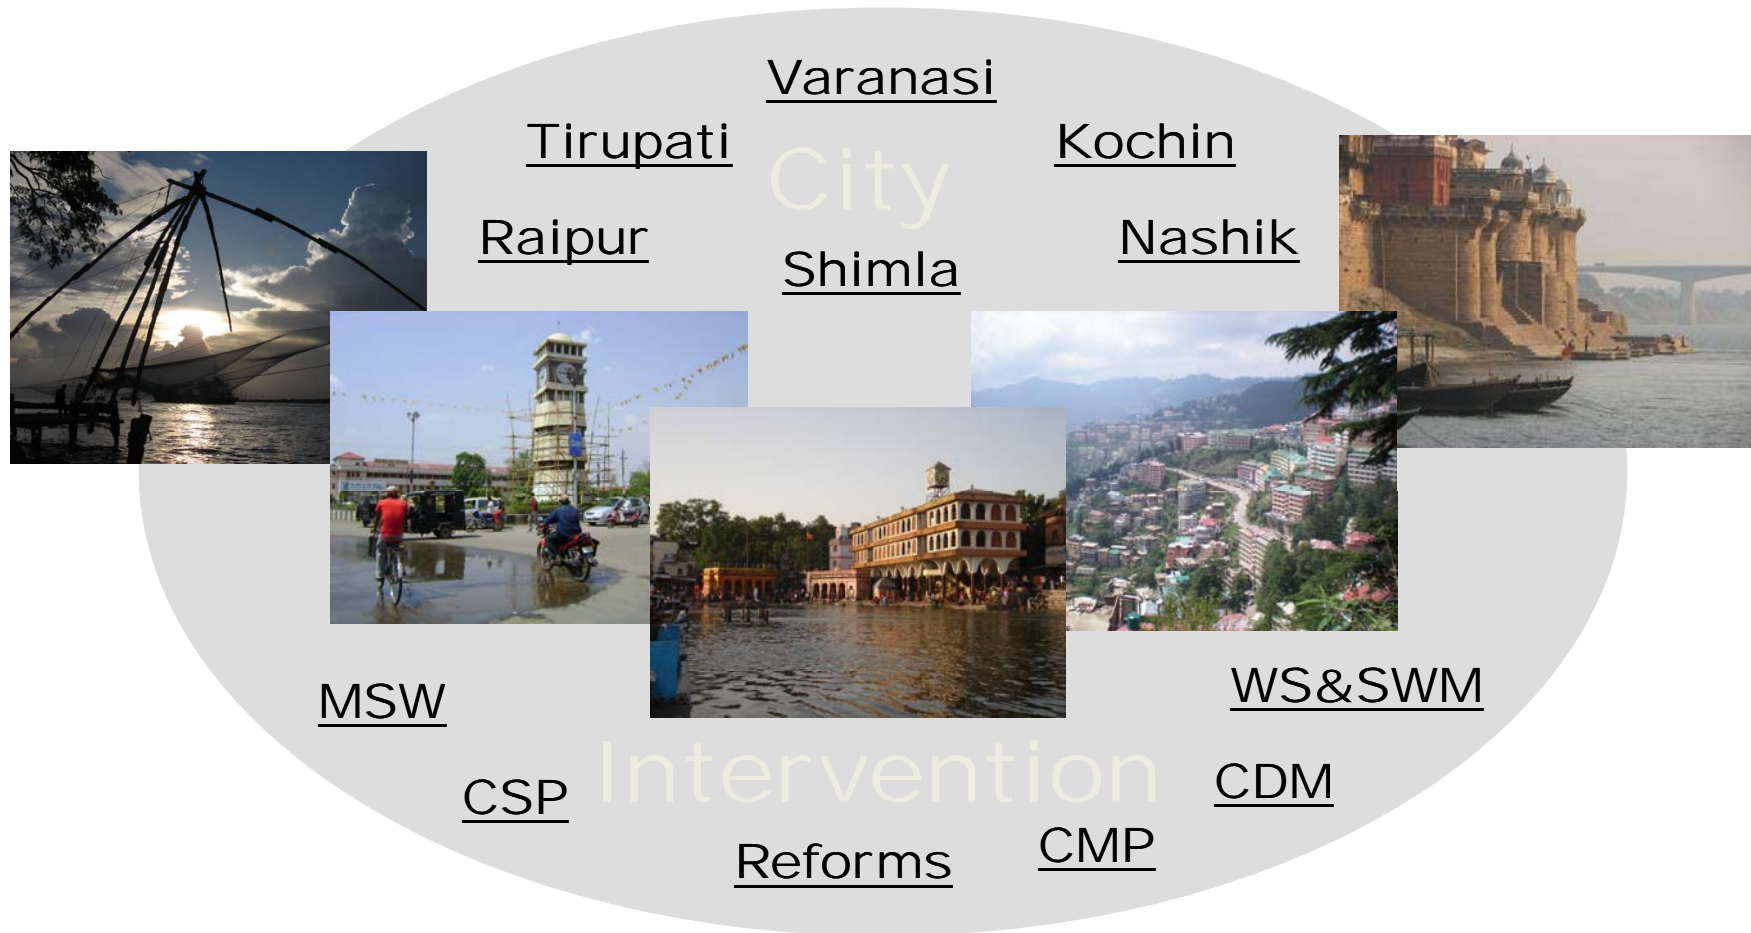 Varanasi
Tirupati
Kochin
City
Raipur
Nashik
Shimla
MSW
WS&SWM
Intervention
CSP
CDM
Reforms
CMP